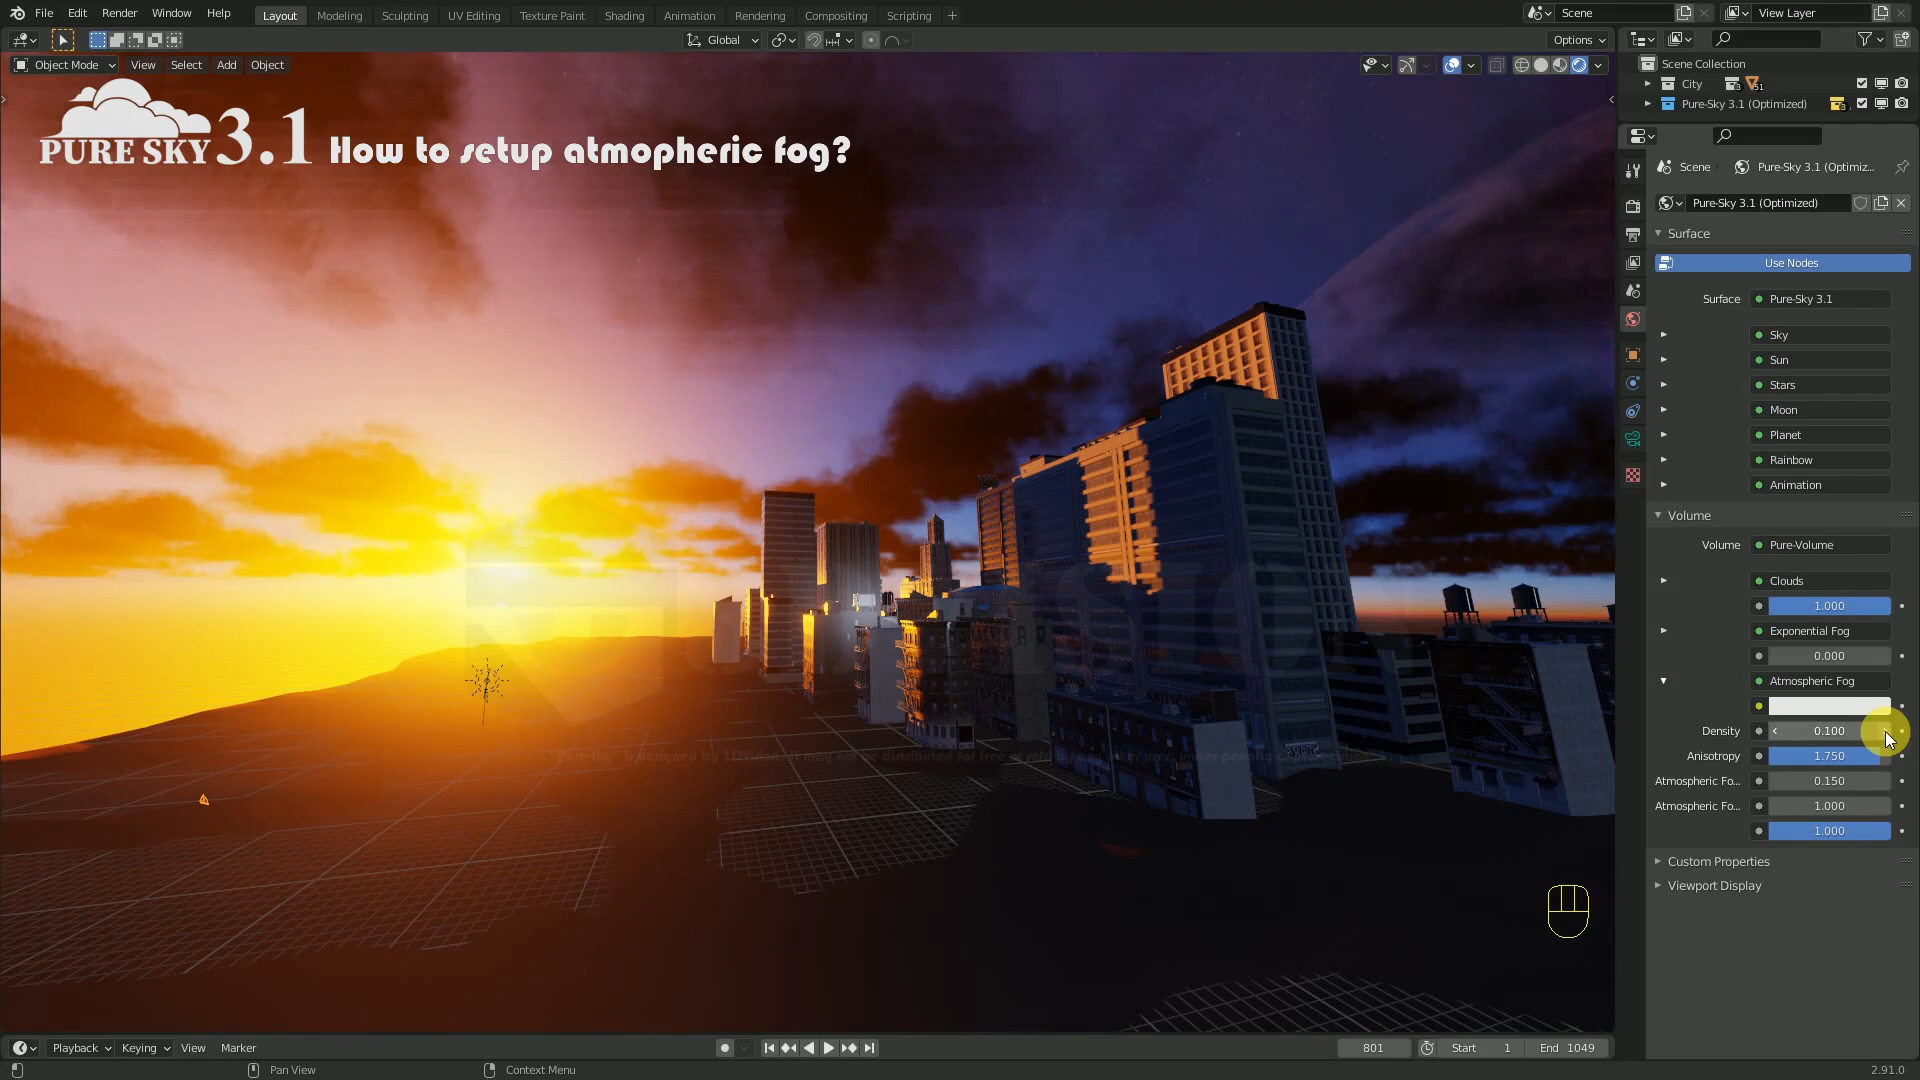 File Edit Render Window Help Layout Modeling Sculpting UV Editing Texture Paint Shading Animation Rendering Compositing Scripting + Scene View Layer
Global Options
Object Mode View Select Add Object
Scene Collection
City 3 51
Pure-Sky 3.1 (Optimized) 3
PURE SKY 3.1 How to setup atmopheric fog?
Scene Pure-Sky 3.1 (Optimiz...
Pure-Sky 3.1 (Optimized)
Surface
Use Nodes
Surface Pure-Sky 3.1
Sky
Sun
Stars
Moon
Planet
Rainbow
Animation
Volume
Volume Pure-Volume
Clouds
1.000
Exponential Fog
0.000
Atmospheric Fog
Density 0.100
Anisotropy 1.750
Atmospheric Fo... 0.150
Atmospheric Fo... 1.000
1.000
Custom Properties
Viewport Display
Playback Keying View Marker 801 Start 1 End 1049
Pan View Context Menu 2.91.0